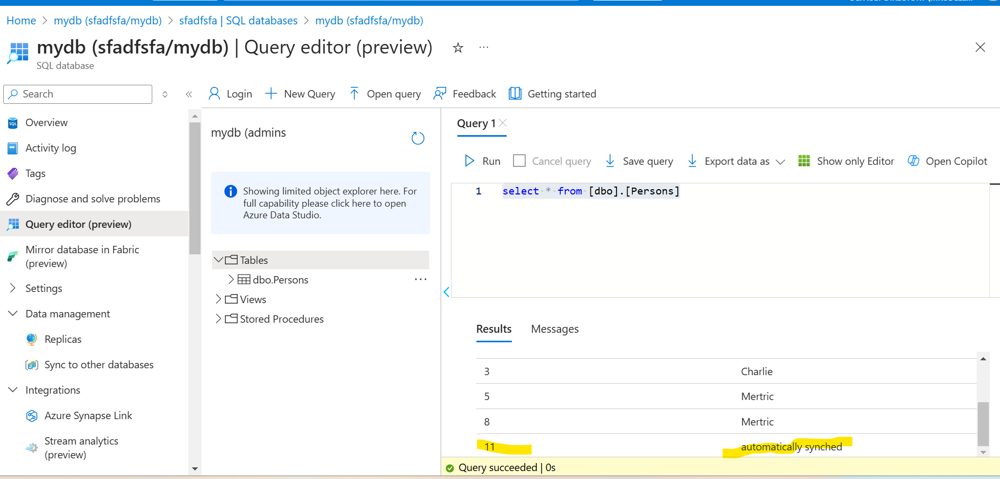 Home > mydb (sfadfsfa/mydb) > sfadfsfa | SQL databases > mydb (sfadfsfa/mydb)
mydb (sfadfsfa/mydb) | Query editor (preview)
SQL database
Search
Overview
Activity log
Tags
Diagnose and solve problems
Query editor (preview)
Mirror database in Fabric
(preview)
Settings
Data management
Replicas
Sync to other databases
Integrations
Azure Synapse Link
Stream analytics
(preview)
Login
New Query
Open query
Feedback
Getting started
mydb (admins
Showing limited object explorer here. For
full capability please click here to open
Azure Data Studio.
Tables
dbo.Persons
Views
Stored Procedures
Query 1
Run
Cancel query
Save query
Export data as
Show only Editor
Open Copilot
1 select * from [dbo].[Persons]
Results Messages
3 Charlie
5 Mertric
8 Mertric
11 automatically synched
Query succeeded | 0s